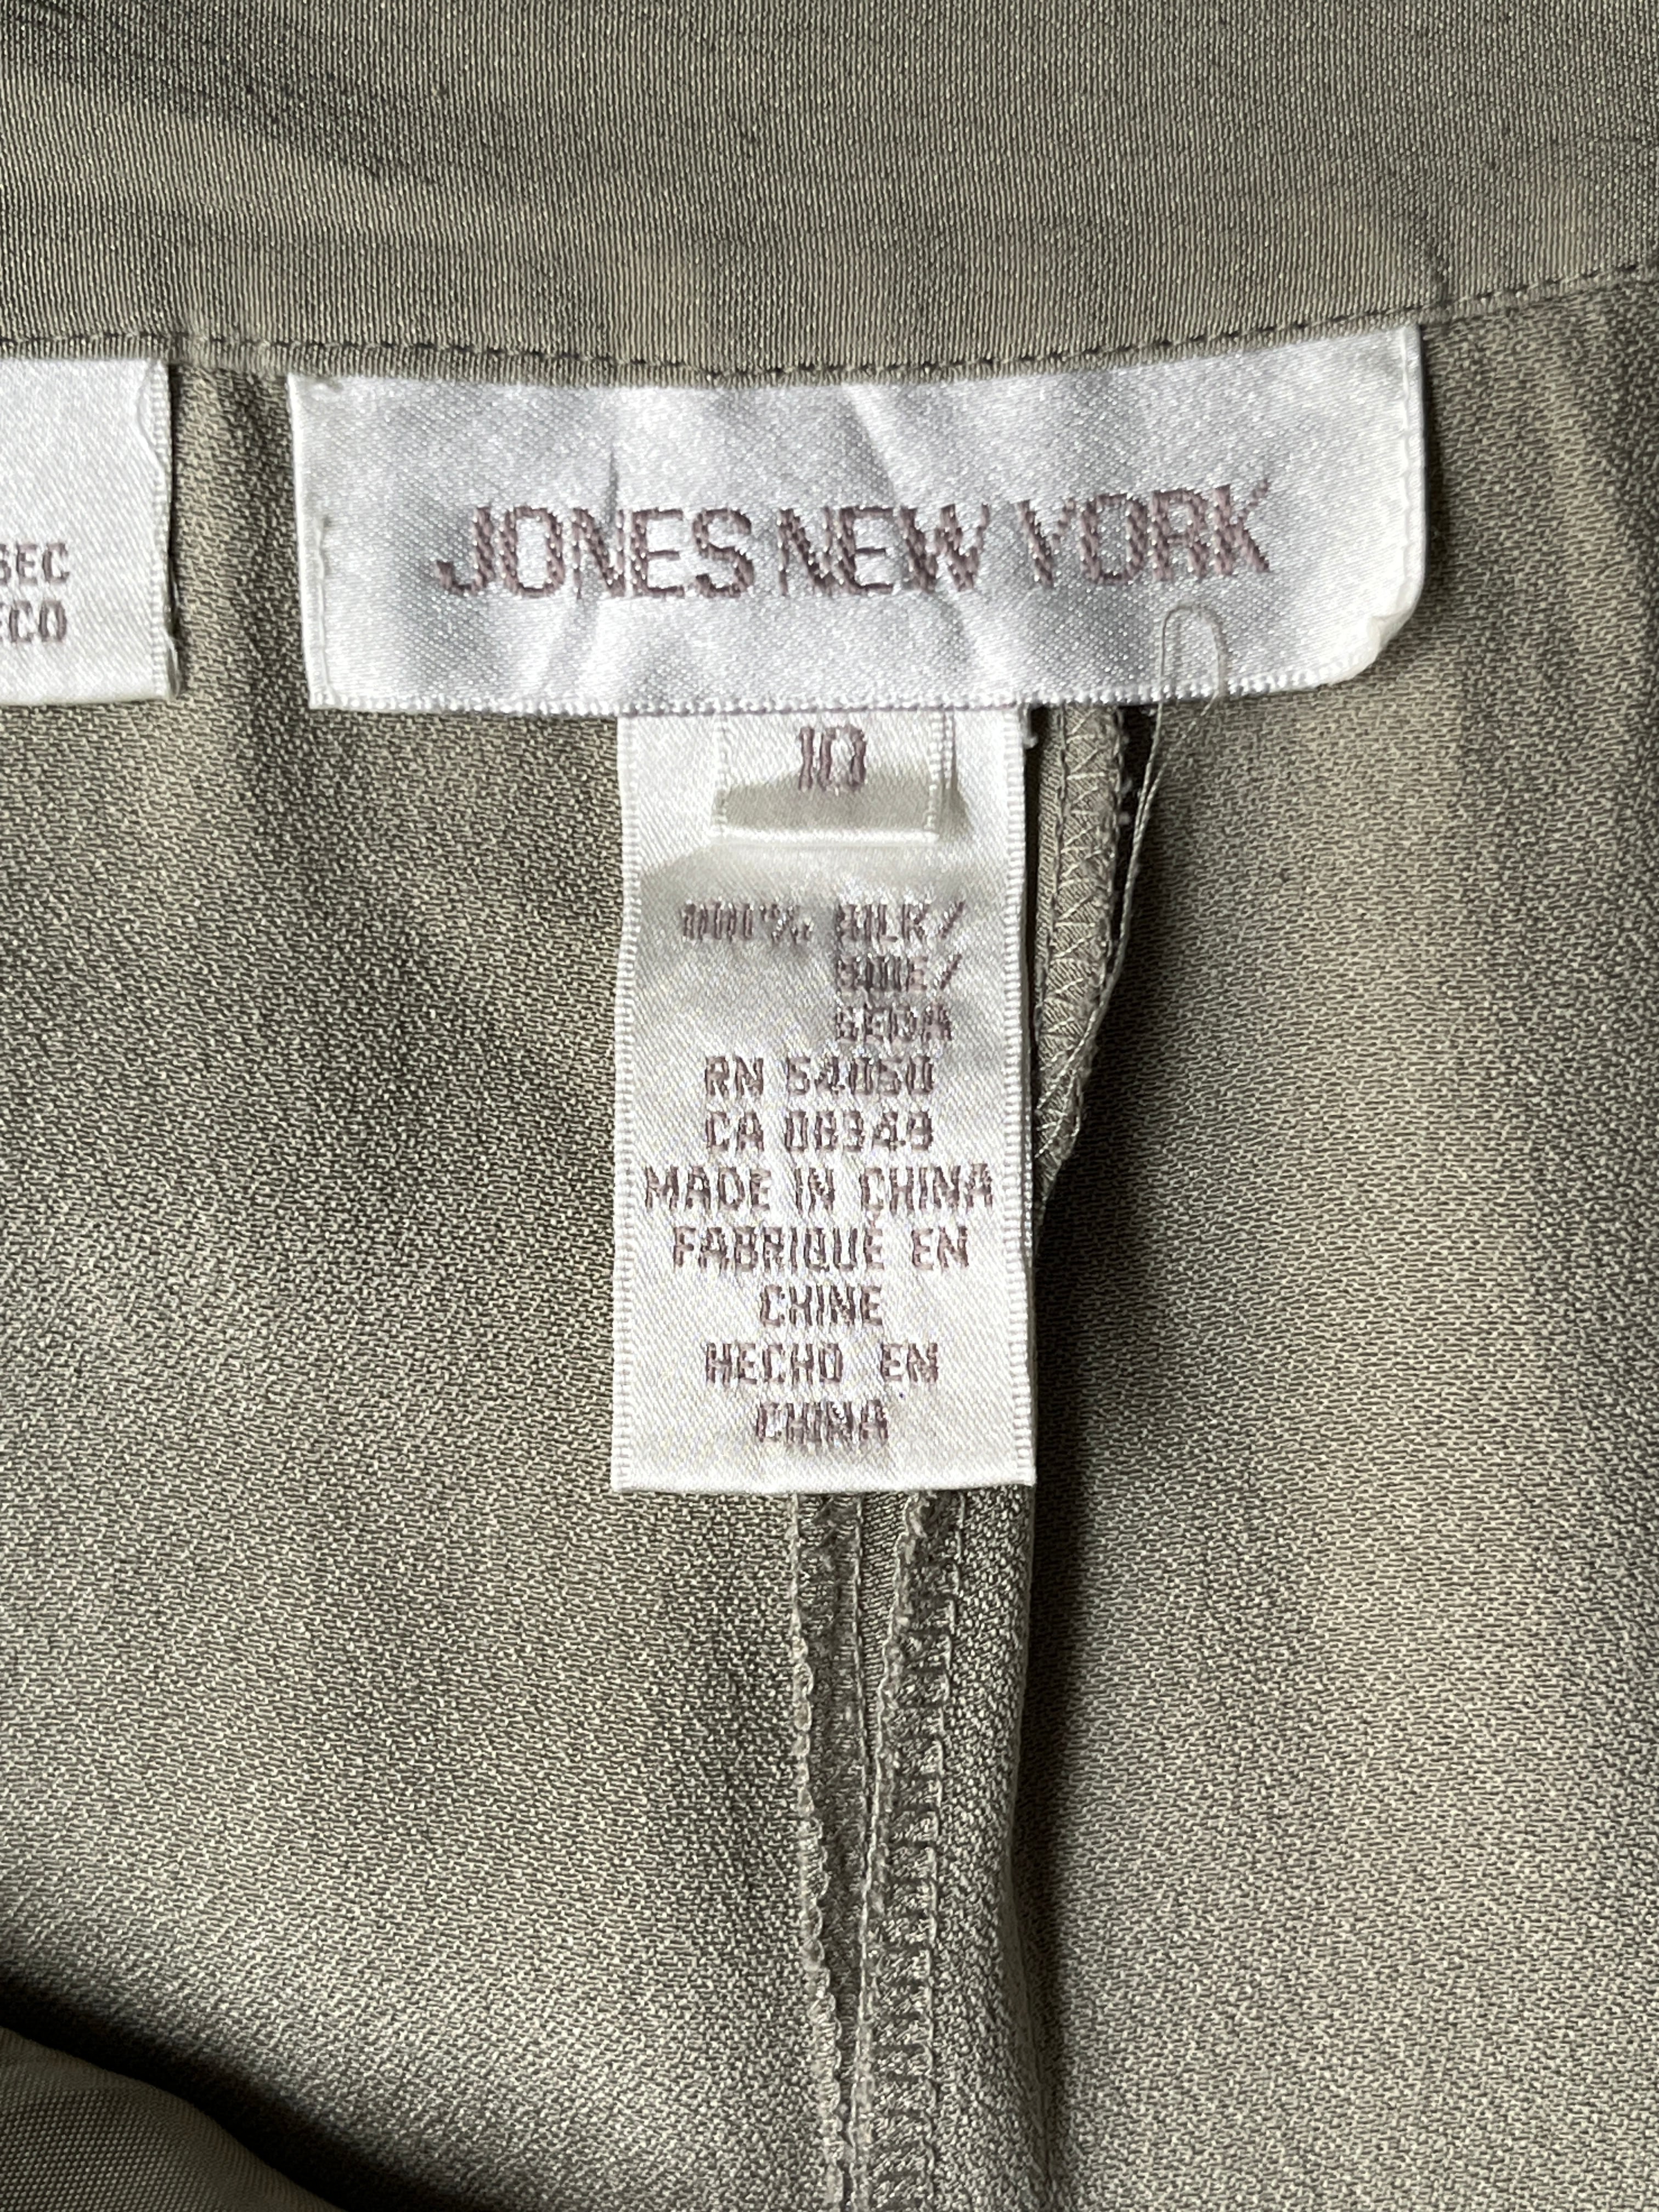 SEC
ECO
JONES NEW YORK
10
100% SILK/
SOIE/
SEDA
RN 54050
CA 08349
MADE IN CHINA
FABRIQUÉ EN
CHINE
HECHO EN
CHINA